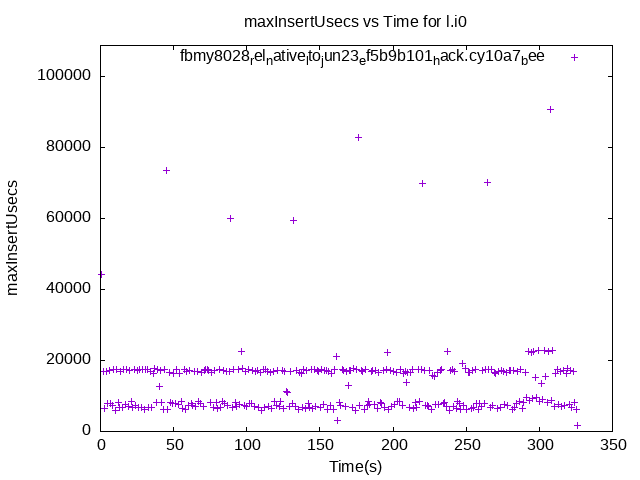 maxInsertUsecs vs Time for l.i0
fbmy8028relnativeltojun23ef5b9b101hack.cy10a7bee
100000
80000
60000
40000
20000
0
maxInsertUsecs
0 50 100 150 200 250 300 350
Time(s)